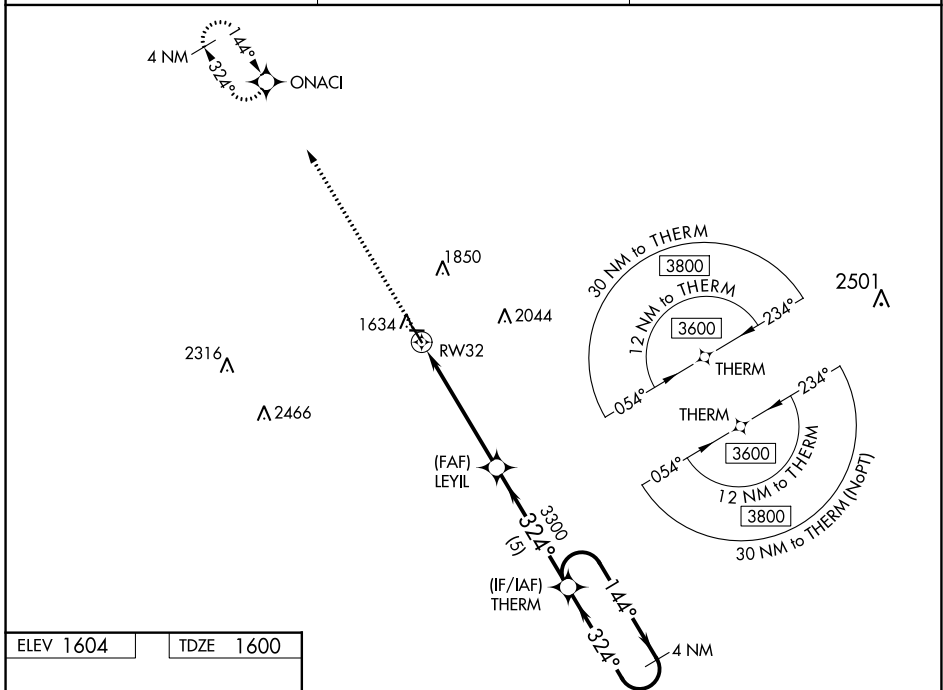 4 NM
144°
324°
ONACI
1850
2044
1634
RW32
2316
2466
30 NM to THERM
3800
12 NM to THERM
3600
234°
054°
THERM
2501
THERM
234°
054°
3600
12 NM to THERM
3800
30 NM to THERM (NoPT)
(FAF)
LEYIL
3300
324°
(5)
(IF/IAF)
THERM
144°
324°
4 NM
ELEV 1604
TDZE 1600